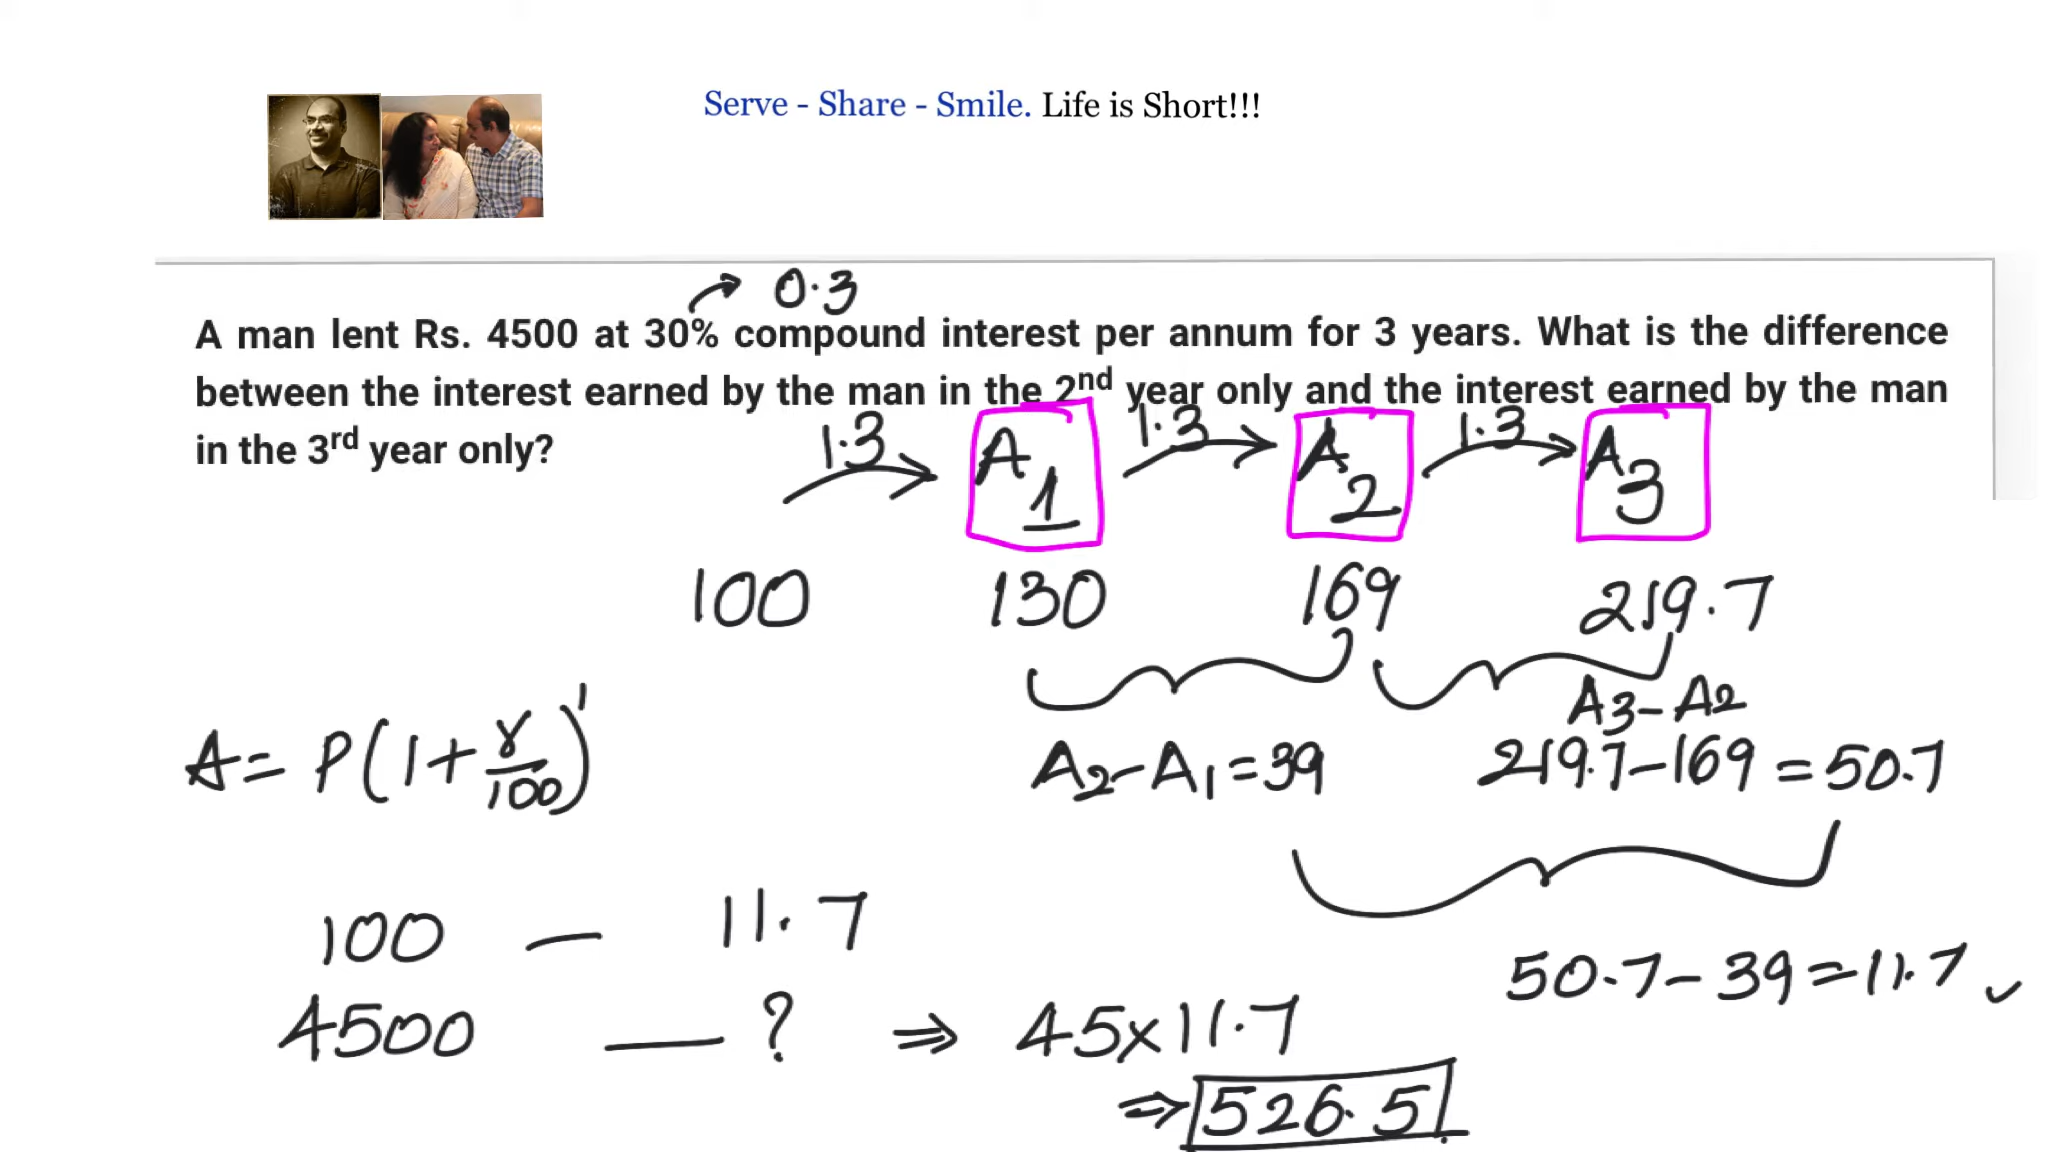 Serve - Share - Smile. Life is Short!!!
0.3
A man lent Rs. 4500 at 30% compound interest per annum for 3 years. What is the difference
between the interest earned by the man in the 2nd year only and the interest earned by the man
in the 3rd year only?
1.3 A1 1.3 A2 1.3 A3
100 130 169 219.7
A3-A2
A = P(1+r/100)^1
A2-A1=39 219.7-169=50.7
100 — 11.7
50.7-39=11.7 ✓
4500 — ? ⇒ 45x11.7
⇒ 526.5